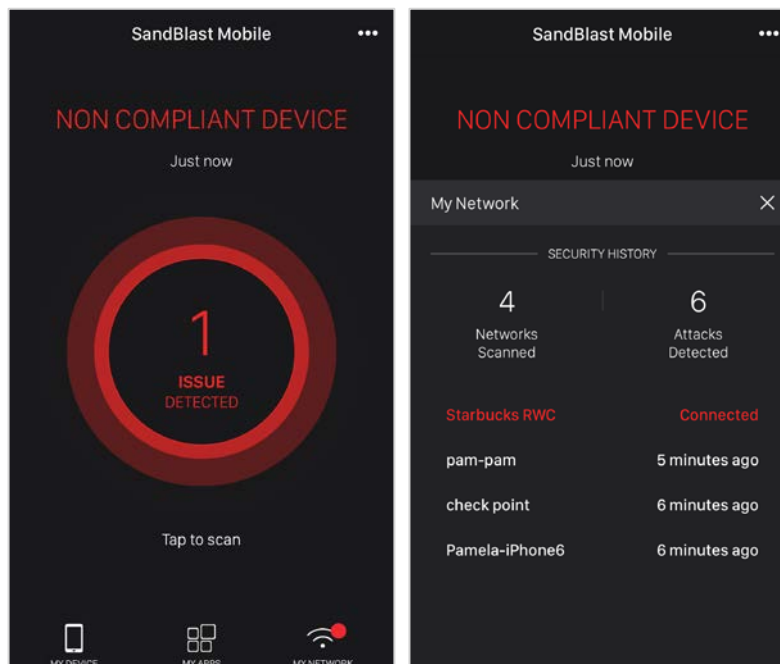 SandBlast Mobile
NON COMPLIANT DEVICE
Just now
1
ISSUE
DETECTED
Tap to scan
MY DEVICE
MY APPS
MY NETWORK
SandBlast Mobile
NON COMPLIANT DEVICE
Just now
My Network
SECURITY HISTORY
4
Networks
Scanned
6
Attacks
Detected
Starbucks RWC Connected
pam-pam 5 minutes ago
check point 6 minutes ago
Pamela-iPhone6 6 minutes ago